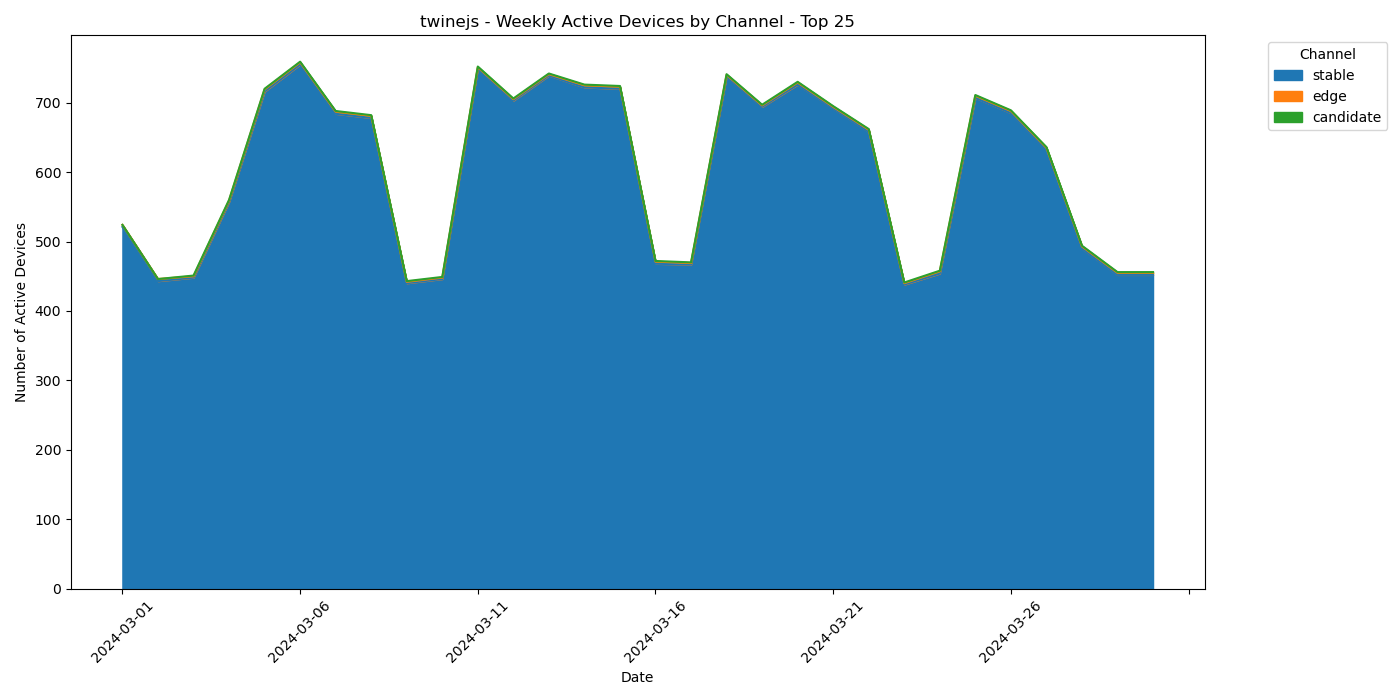 twinejs - Weekly Active Devices by Channel - Top 25
Channel
stable
edge
candidate
Number of Active Devices
700
600
500
400
300
200
100
0
2024-03-01
2024-03-06
2024-03-11
2024-03-16
2024-03-21
2024-03-26
Date